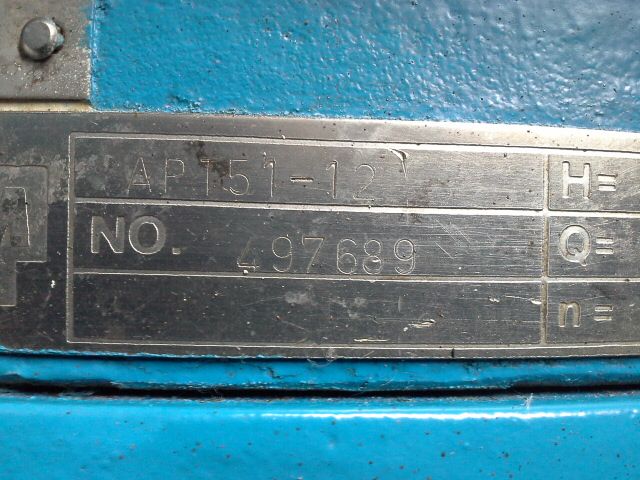 APT51-12 H=
NO. 497689 Q=
n=